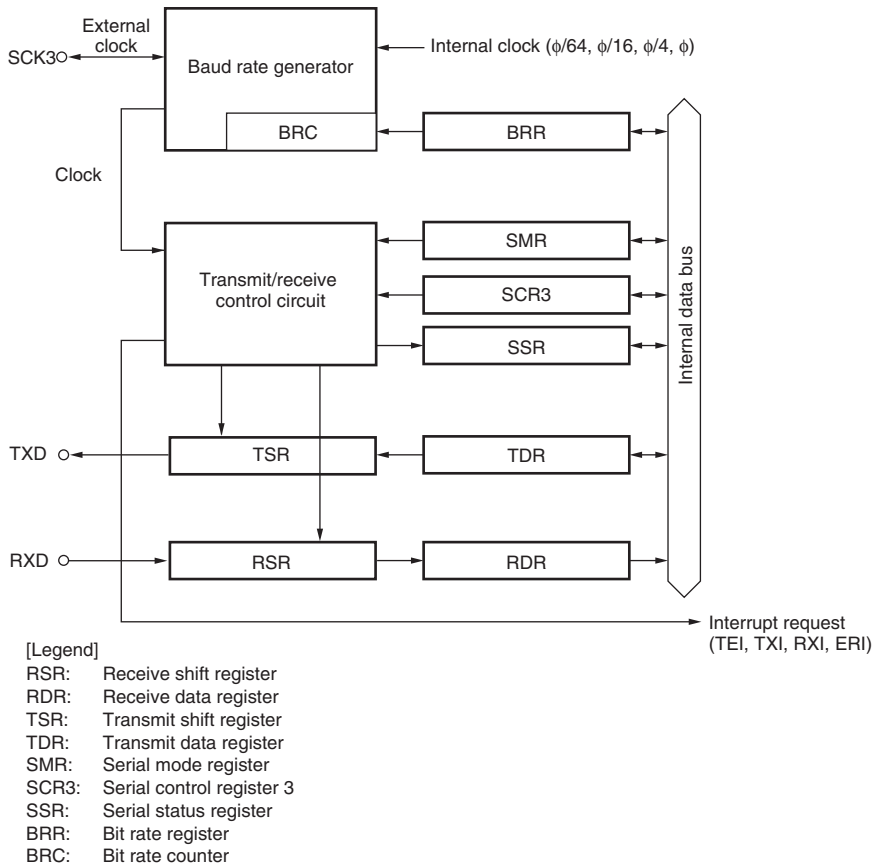 External
clock
SCK3
Baud rate generator
Internal clock (ϕ/64, ϕ/16, ϕ/4, ϕ)
BRC
BRR
Clock
SMR
Transmit/receive
control circuit
SCR3
SSR
Internal data bus
TXD
TSR
TDR
RXD
RSR
RDR
Interrupt request
(TEI, TXI, RXI, ERI)
[Legend]
RSR: Receive shift register
RDR: Receive data register
TSR: Transmit shift register
TDR: Transmit data register
SMR: Serial mode register
SCR3: Serial control register 3
SSR: Serial status register
BRR: Bit rate register
BRC: Bit rate counter